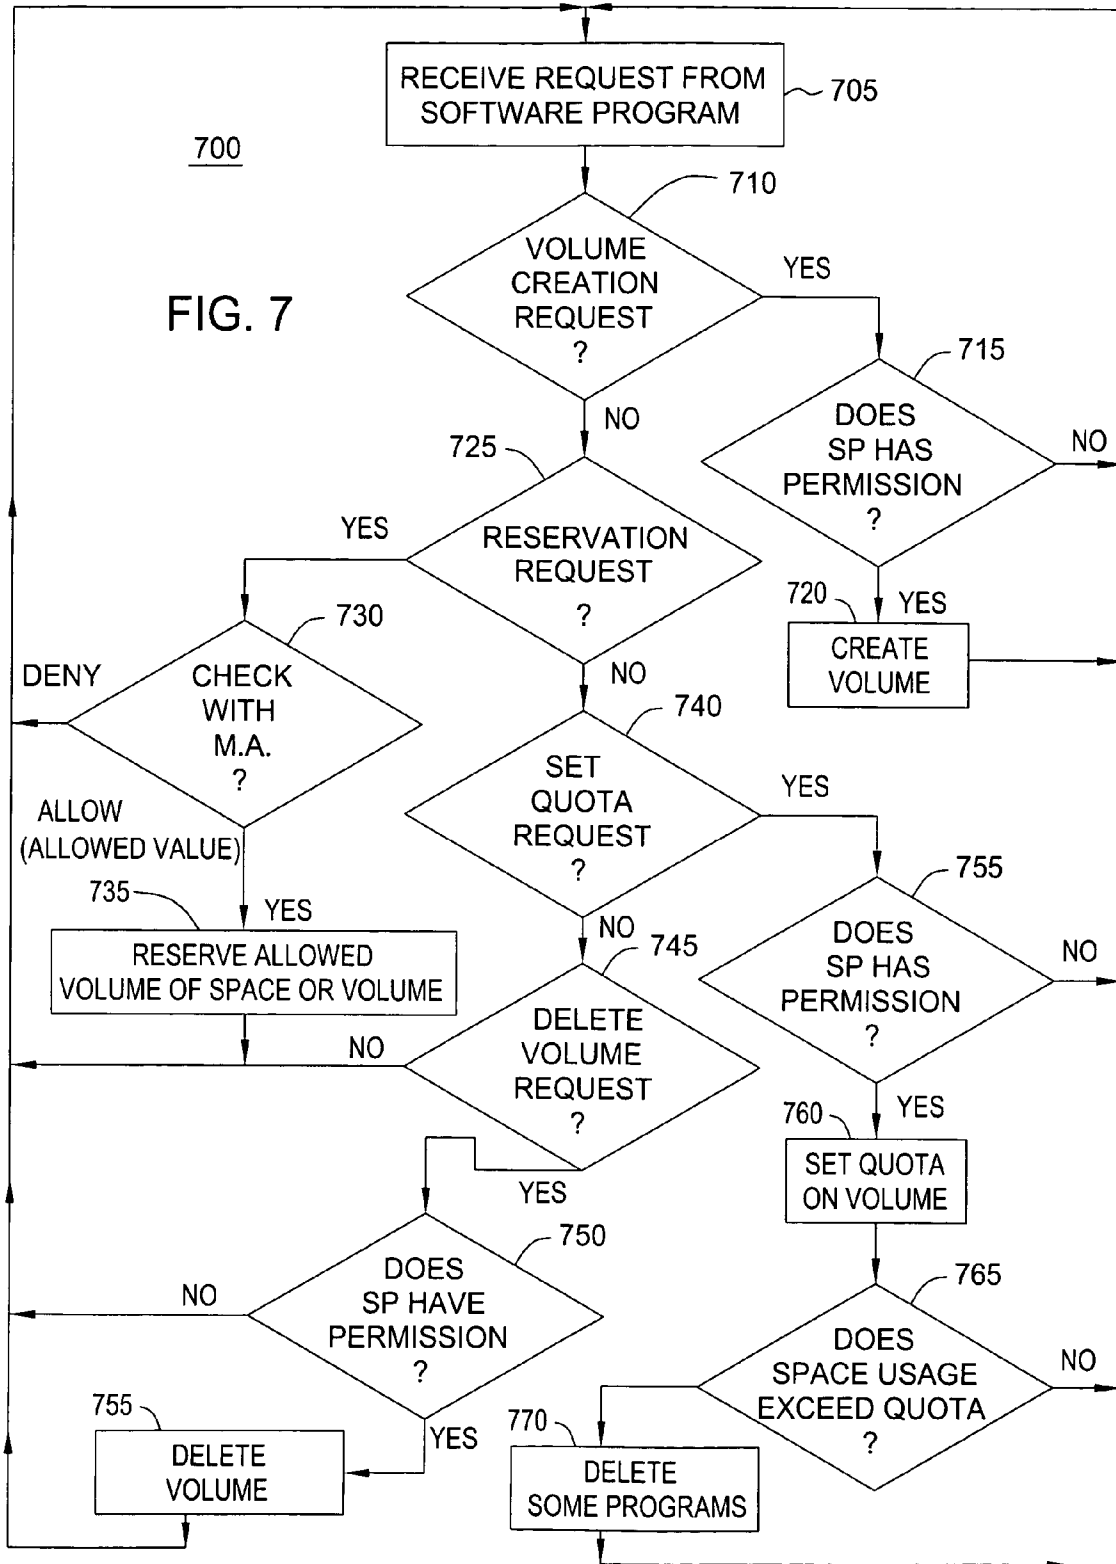 RECEIVE REQUEST FROM
SOFTWARE PROGRAM
705
700
710
VOLUME
CREATION
REQUEST
?
YES
FIG. 7
NO
715
DOES
SP HAS
PERMISSION
?
NO
YES
720
CREATE
VOLUME
725
RESERVATION
REQUEST
?
YES
NO
730
CHECK
WITH
M.A.
?
DENY
ALLOW
(ALLOWED VALUE)
YES
735
RESERVE ALLOWED
VOLUME OF SPACE OR VOLUME
740
SET
QUOTA
REQUEST
?
YES
NO
755
DOES
SP HAS
PERMISSION
?
NO
YES
745
DELETE
VOLUME
REQUEST
?
NO
YES
760
SET QUOTA
ON VOLUME
750
DOES
SP HAVE
PERMISSION
?
NO
YES
765
DOES
SPACE USAGE
EXCEED QUOTA
?
NO
755
DELETE
VOLUME
770
DELETE
SOME PROGRAMS